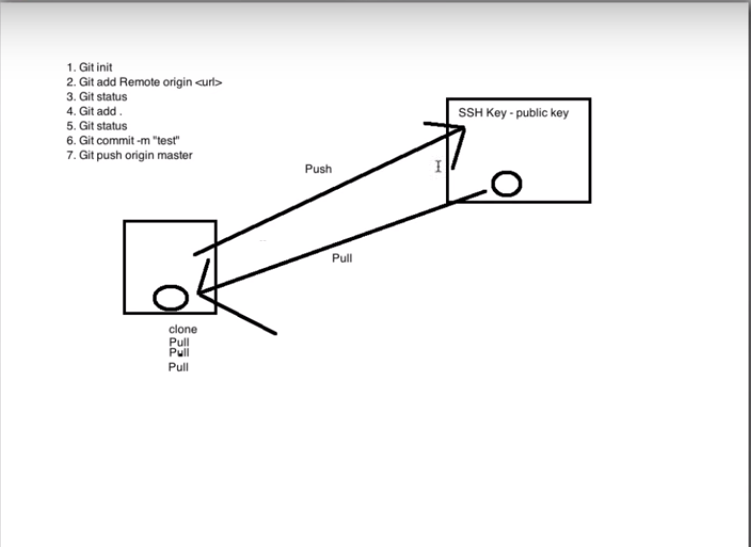 1. Git init
2. Git add Remote origin <url>
3. Git status
4. Git add .
5. Git status
6. Git commit -m "test"
7. Git push origin master
SSH Key - public key
Push
Pull
clone
Pull
Pull
Pull